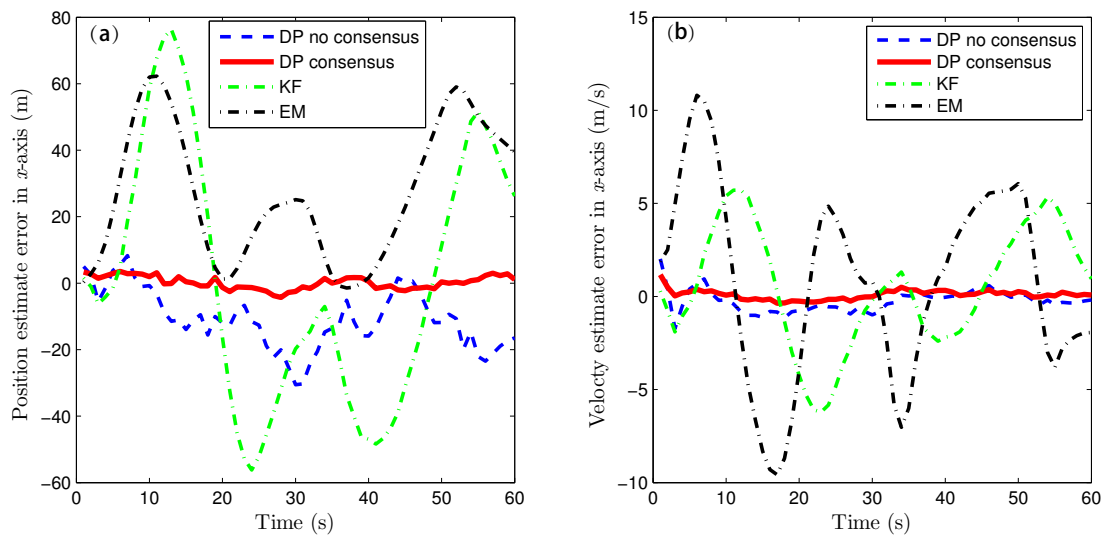 (a)
DP no consensus
DP consensus
KF
EM
Position estimate error in x-axis (m)
80
60
40
20
0
−20
−40
−60
0 10 20 30 40 50 60
Time (s)
(b)
DP no consensus
DP consensus
KF
EM
Velocty estimate error in x-axis (m/s)
15
10
5
0
−5
−10
0 10 20 30 40 50 60
Time (s)